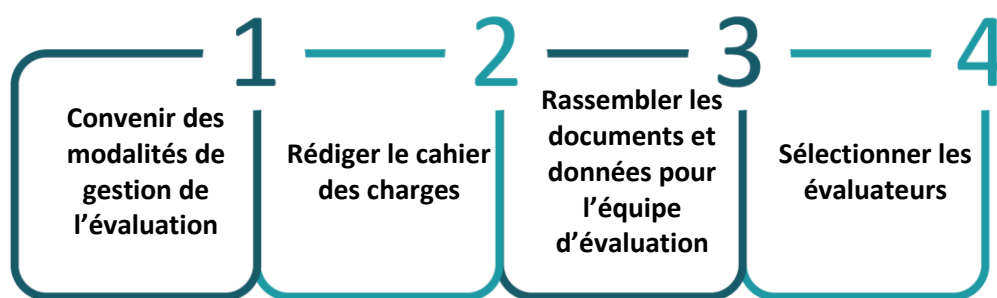 1
Convenir des
modalités de
gestion de
l’évaluation
2
Rédiger le cahier
des charges
3
Rassembler les
documents et
données pour
l’équipe
d’évaluation
4
Sélectionner les
évaluateurs